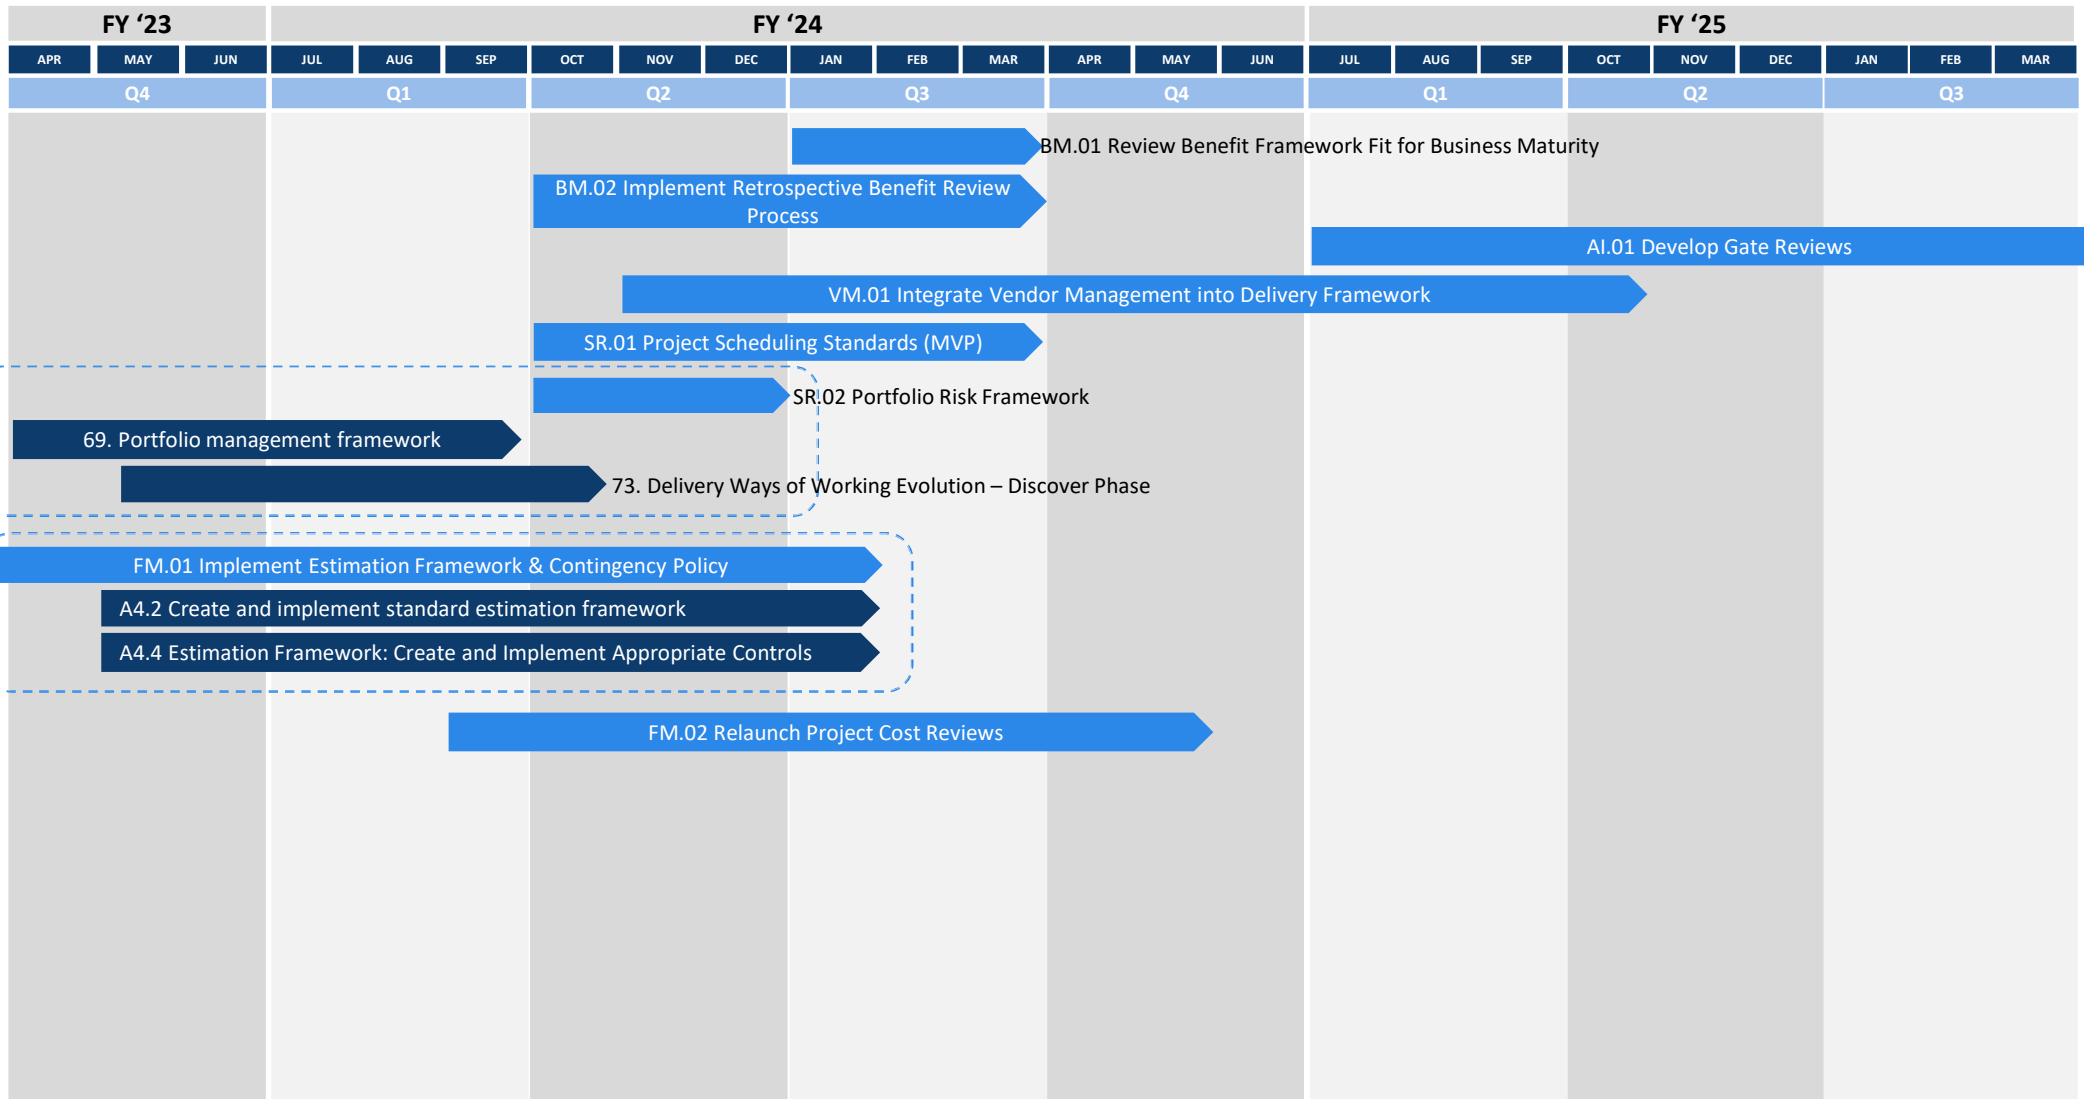 FY ‘23 FY ‘24 FY ‘25
APR MAY JUN JUL AUG SEP OCT NOV DEC JAN FEB MAR APR MAY JUN JUL AUG SEP OCT NOV DEC JAN FEB MAR
Q4 Q1 Q2 Q3 Q4 Q1 Q2 Q3
BM.01 Review Benefit Framework Fit for Business Maturity
BM.02 Implement Retrospective Benefit Review
Process
AI.01 Develop Gate Reviews
VM.01 Integrate Vendor Management into Delivery Framework
SR.01 Project Scheduling Standards (MVP)
SR.02 Portfolio Risk Framework
69. Portfolio management framework
73. Delivery Ways of Working Evolution – Discover Phase
FM.01 Implement Estimation Framework & Contingency Policy
A4.2 Create and implement standard estimation framework
A4.4 Estimation Framework: Create and Implement Appropriate Controls
FM.02 Relaunch Project Cost Reviews